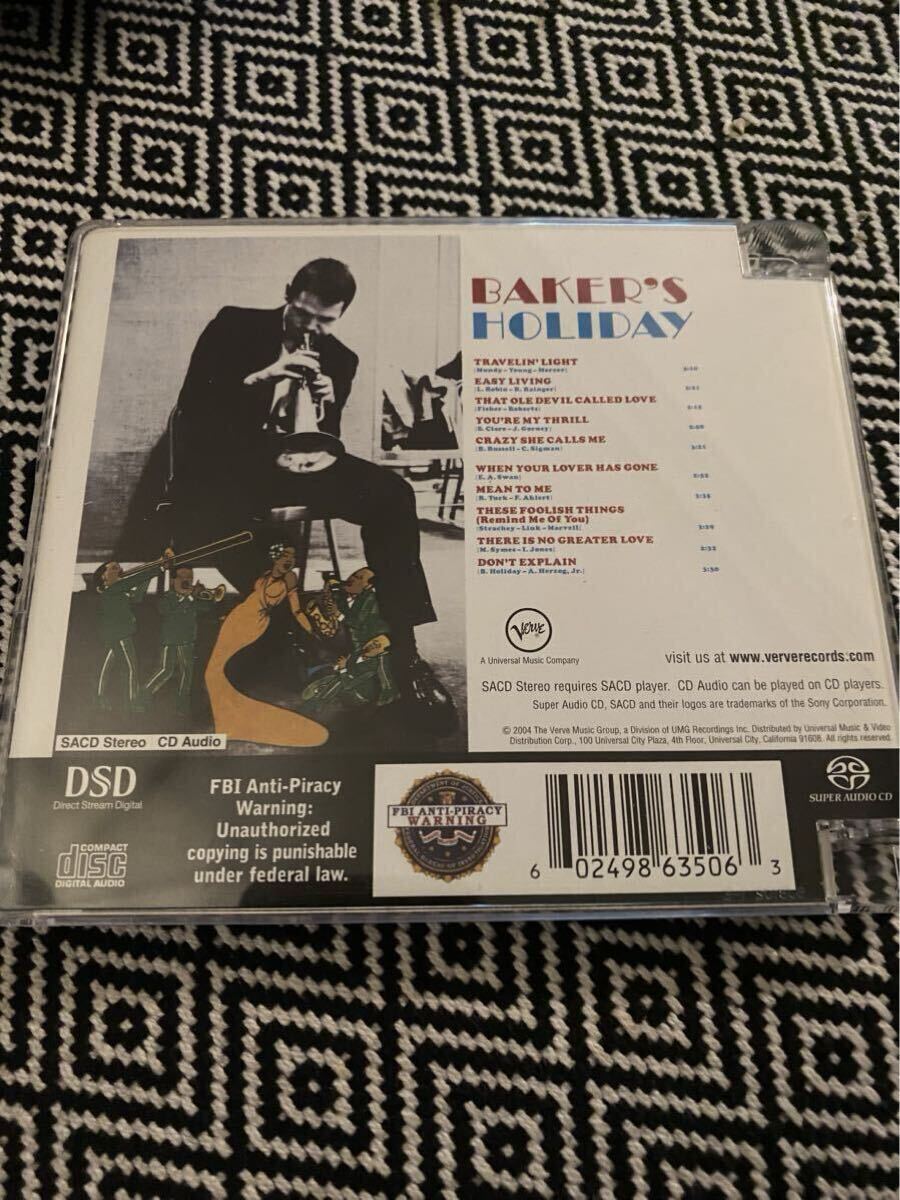 BAKER'S
HOLIDAY
TRAVELIN' LIGHT
(Mundy - Young - Mercer)
EASY LIVING
(L. Robin - R. Rainger)
THAT OLE DEVIL CALLED LOVE
(Fisher - Roberts)
YOU'RE MY THRILL
(S. Clare - J. Gorney)
CRAZY SHE CALLS ME
(B. Russell - C. Sigman)
WHEN YOUR LOVER HAS GONE
(E. A. Swan)
MEAN TO ME
(R. Turk - F. Ahlert)
THESE FOOLISH THINGS
(Remind Me Of You)
(Strachey - Link - Marvell)
THERE IS NO GREATER LOVE
(M. Symes - I. Jones)
2:32
DON'T EXPLAIN
(B. Holiday - A. Herzog, Jr.)
3:30
Verve
A Universal Music Company
visit us at www.ververecords.com
SACD Stereo requires SACD player. CD Audio can be played on CD players.
Super Audio CD, SACD and their logos are trademarks of the Sony Corporation.
© 2004 The Verve Music Group, a Division of UMG Recordings Inc. Distributed by Universal Music & Video
Distribution Corp., 100 Universal City Plaza, 4th Floor, Universal City, California 91608. All rights reserved.
SACD Stereo CD Audio
DSD
Direct Stream Digital
COMPACT
disc
DIGITAL AUDIO
FBI Anti-Piracy
Warning:
Unauthorized
copying is punishable
under federal law.
FBI ANTI-PIRACY
WARNING
6 02498 63506 3
SUPER AUDIO CD